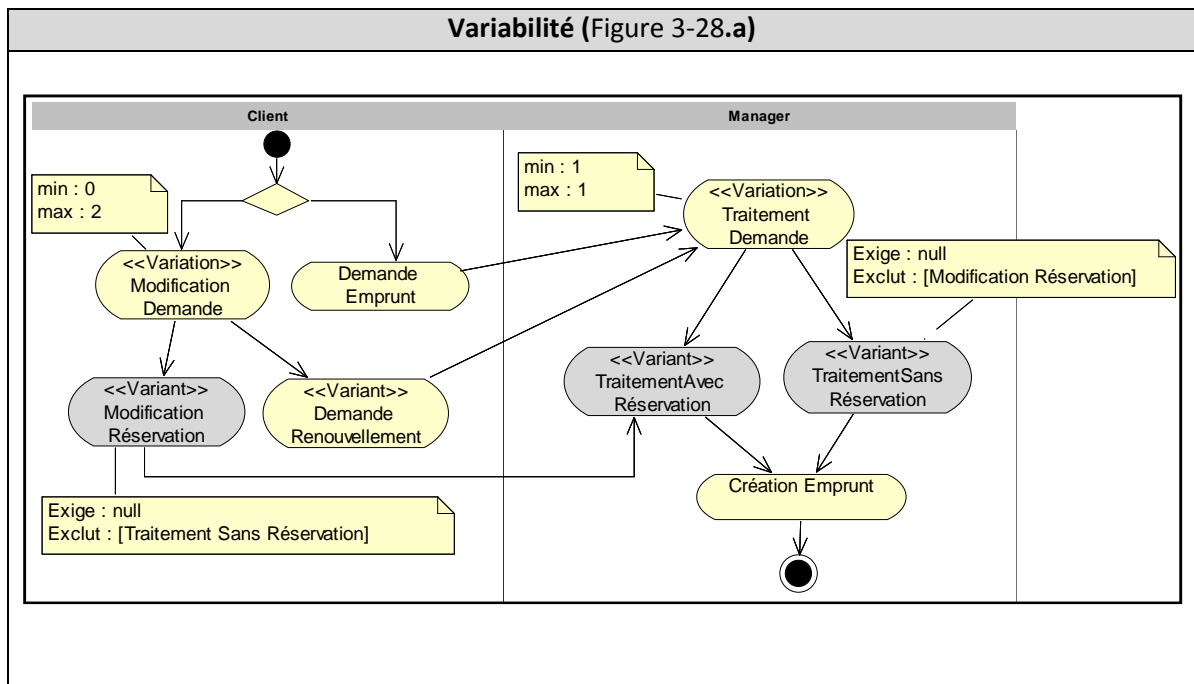 Variabilité (Figure 3-28.a)
Client
Manager
min : 0
max : 2
min : 1
max : 1
<<Variation>>
Traitement
Demande
<<Variation>>
Modification
Demande
Demande
Emprunt
Exige : null
Exclut : [Modification Réservation]
<<Variant>>
Modification
Réservation
<<Variant>>
Demande
Renouvellement
<<Variant>>
TraitementAvec
Réservation
<<Variant>>
TraitementSans
Réservation
Création Emprunt
Exige : null
Exclut : [Traitement Sans Réservation]